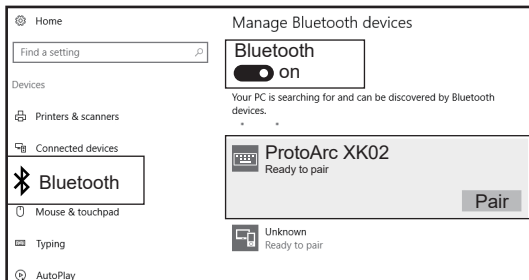 Home
Find a setting
Devices
Printers & scanners
Connected devices
Bluetooth
Mouse & touchpad
Typing
AutoPlay
Manage Bluetooth devices
Bluetooth
on
Your PC is searching for and can be discovered by Bluetooth
devices.
ProtoArc XK02
Ready to pair
Pair
Unknown
Ready to pair